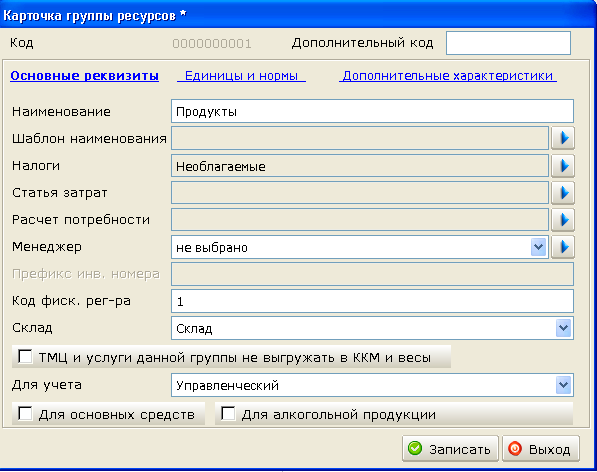 Карточка группы ресурсов *
Код 0000000001 Дополнительный код
Основные реквизиты Единицы и нормы Дополнительные характеристики
Наименование Продукты
Шаблон наименования
Налоги Необлагаемые
Статья затрат
Расчет потребности
Менеджер не выбрано
Префикс инв. номера
Код фиск. рег-ра 1
Склад Склад
ТМЦ и услуги данной группы не выгружать в ККМ и весы
Для учета Управленческий
Для основных средств Для алкогольной продукции
Записать Выход